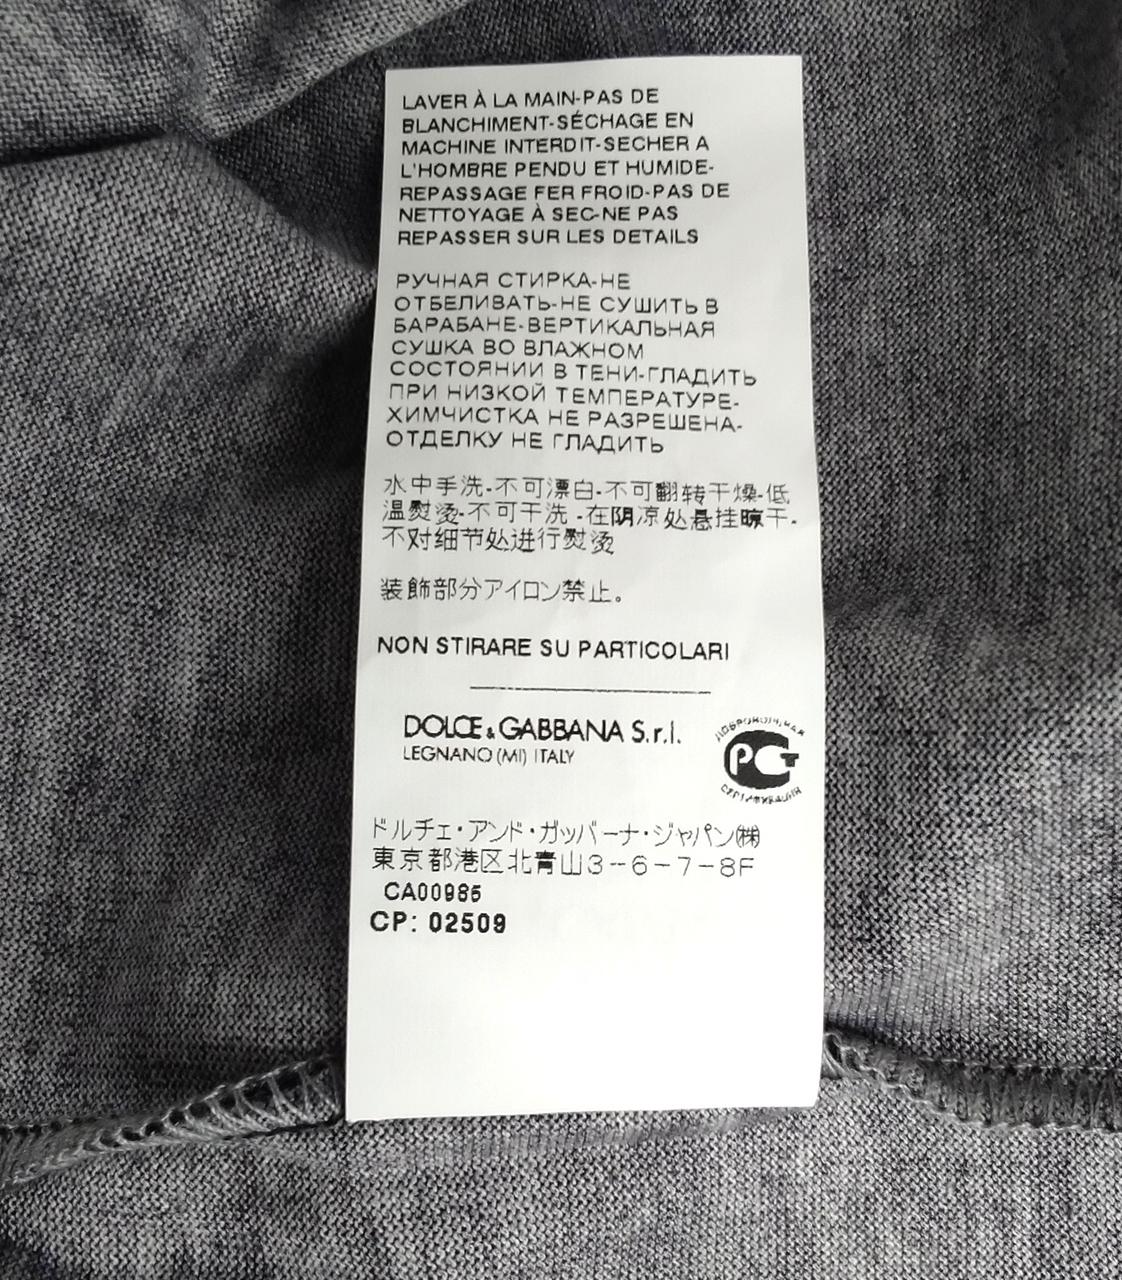 LAVER À LA MAIN-PAS DE
BLANCHIMENT-SÉCHAGE EN
MACHINE INTERDIT-SECHER A
L'HOMBRE PENDU ET HUMIDE-
REPASSAGE FER FROID-PAS DE
NETTOYAGE À SEC-NE PAS
REPASSER SUR LES DETAILS
РУЧНАЯ СТИРКА-НЕ
ОТБЕЛИВАТЬ-НЕ СУШИТЬ В
БАРАБАНЕ-ВЕРТИКАЛЬНАЯ
СУШКА ВО ВЛАЖНОМ
СОСТОЯНИИ В ТЕНИ-ГЛАДИТЬ
ПРИ НИЗКОЙ ТЕМПЕРАТУРЕ-
ХИМЧИСТКА НЕ РАЗРЕШЕНА-
ОТДЕЛКУ НЕ ГЛАДИТЬ
水中手洗-不可漂白-不可翻转干燥-低
温熨烫-不可干洗 -在阴凉处悬挂晾干-
不对细节处进行熨烫
装飾部分アイロン禁止。
NON STIRARE SU PARTICOLARI
DOLCE & GABBANA S.r.l.
LEGNANO (MI) ITALY
ДОБРОВОЛЬНАЯ
РСТ
СЕРТИФИКАЦИЯ
ドルチェ・アンド・ガッバーナ・ジャパン㈱
東京都港区北青山3-6-7-8F
CA00985
CP: 02509